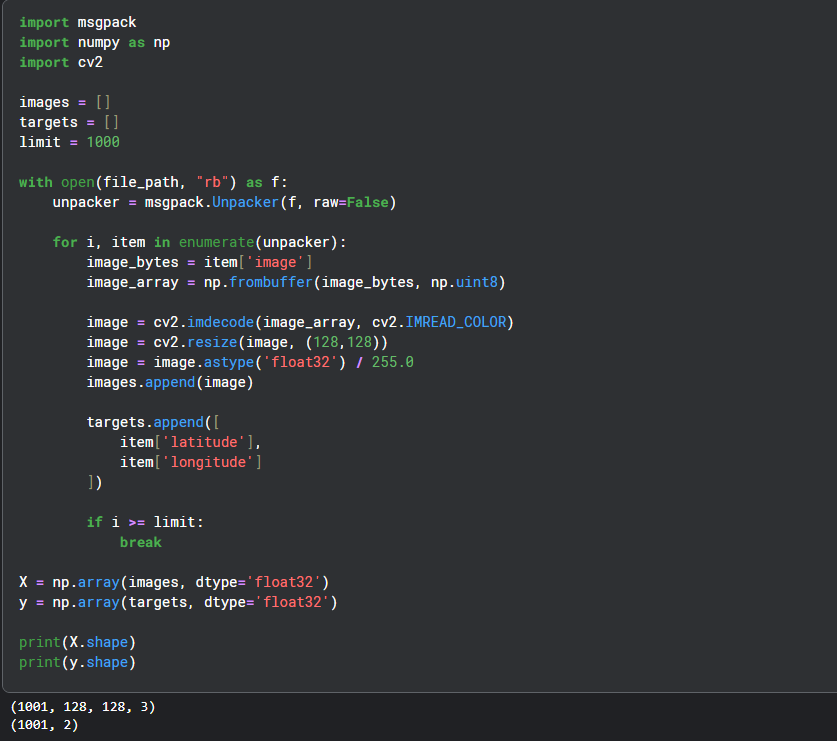 import msgpack
import numpy as np
import cv2
images = []
targets = []
limit = 1000
with open(file_path, "rb") as f:
    unpacker = msgpack.Unpacker(f, raw=False)
    for i, item in enumerate(unpacker):
        image_bytes = item['image']
        image_array = np.frombuffer(image_bytes, np.uint8)
        image = cv2.imdecode(image_array, cv2.IMREAD_COLOR)
        image = cv2.resize(image, (128,128))
        image = image.astype('float32') / 255.0
        images.append(image)
        targets.append([
            item['latitude'],
            item['longitude']
        ])
        if i >= limit:
            break
X = np.array(images, dtype='float32')
y = np.array(targets, dtype='float32')
print(X.shape)
print(y.shape)
(1001, 128, 128, 3)
(1001, 2)